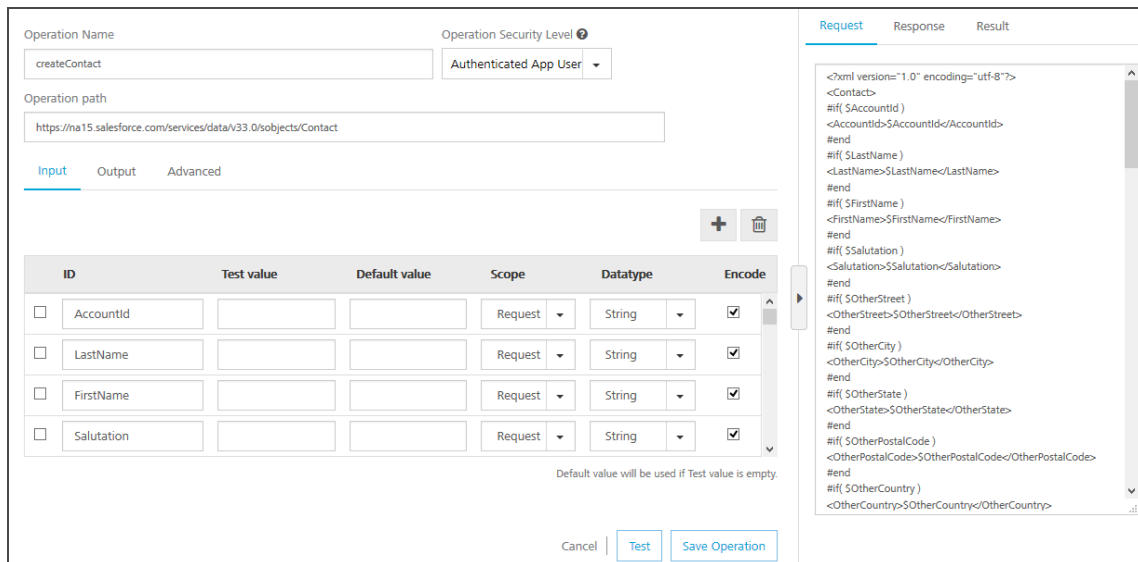 Operation Name
Operation Security Level ?
createContact
Authenticated App User
Operation path
https://na15.salesforce.com/services/data/v33.0/sobjects/Contact
Input Output Advanced
ID Test value Default value Scope Datatype Encode
AccountId Request String
LastName Request String
FirstName Request String
Salutation Request String
Default value will be used if Test value is empty.
Cancel Test Save Operation
Request Response Result
<?xml version="1.0" encoding="utf-8"?>
<Contact>
#if( $AccountId )
<AccountId>$AccountId</AccountId>
#end
#if( $LastName )
<LastName>$LastName</LastName>
#end
#if( $FirstName )
<FirstName>$FirstName</FirstName>
#end
#if( $Salutation )
<Salutation>$Salutation</Salutation>
#end
#if( $OtherStreet )
<OtherStreet>$OtherStreet</OtherStreet>
#end
#if( $OtherCity )
<OtherCity>$OtherCity</OtherCity>
#end
#if( $OtherState )
<OtherState>$OtherState</OtherState>
#end
#if( $OtherPostalCode )
<OtherPostalCode>$OtherPostalCode</OtherPostalCode>
#end
#if( $OtherCountry )
<OtherCountry>$OtherCountry</OtherCountry>